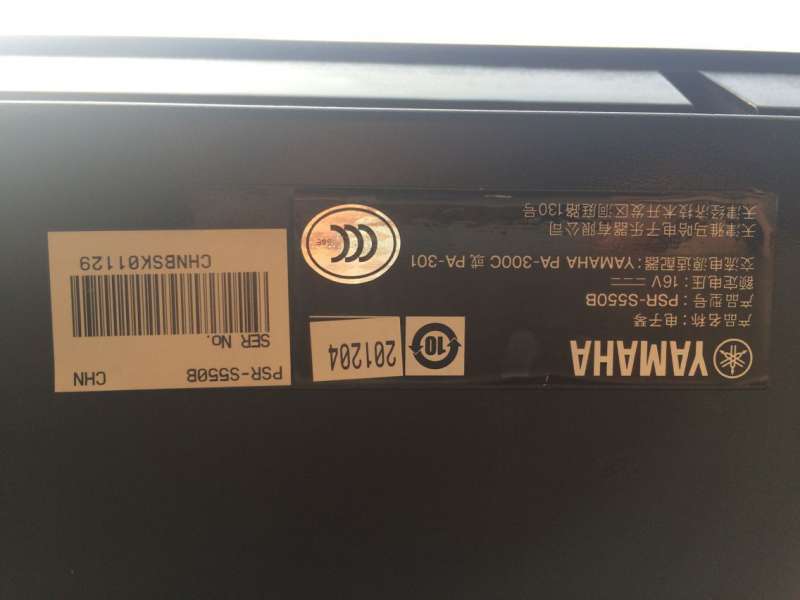 YAMAHA
产品名称:电子琴
产品型号:PSR-S550B
额定电压:16V
交流电源适配器:YAMAHA PA-300C 或 PA-301
天津雅马哈电子乐器有限公司
天津经济技术开发区洞庭路130号
10
201204
PSR-S550B CHN
SER No.
CHNBSK01129